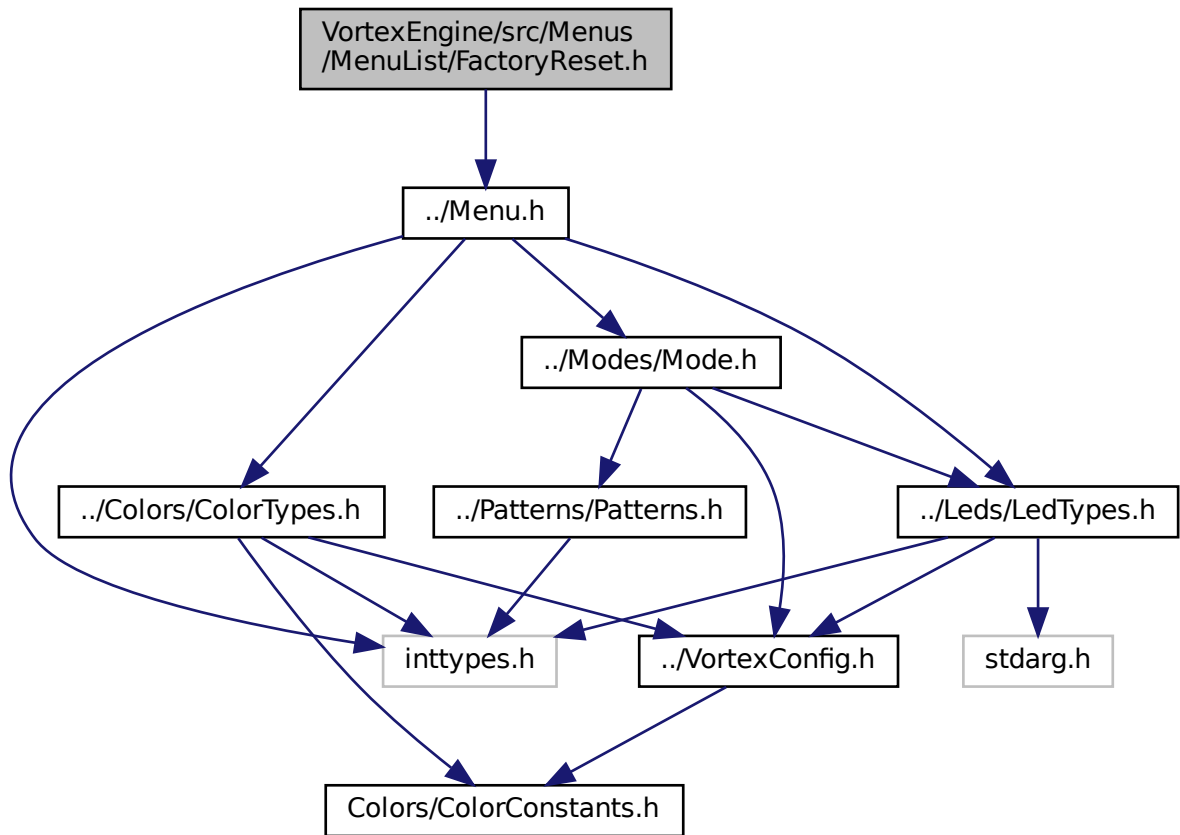 VortexEngine/src/Menus
/MenuList/FactoryReset.h
../Menu.h
../Modes/Mode.h
../Colors/ColorTypes.h
../Patterns/Patterns.h
../Leds/LedTypes.h
inttypes.h
../VortexConfig.h
stdarg.h
Colors/ColorConstants.h